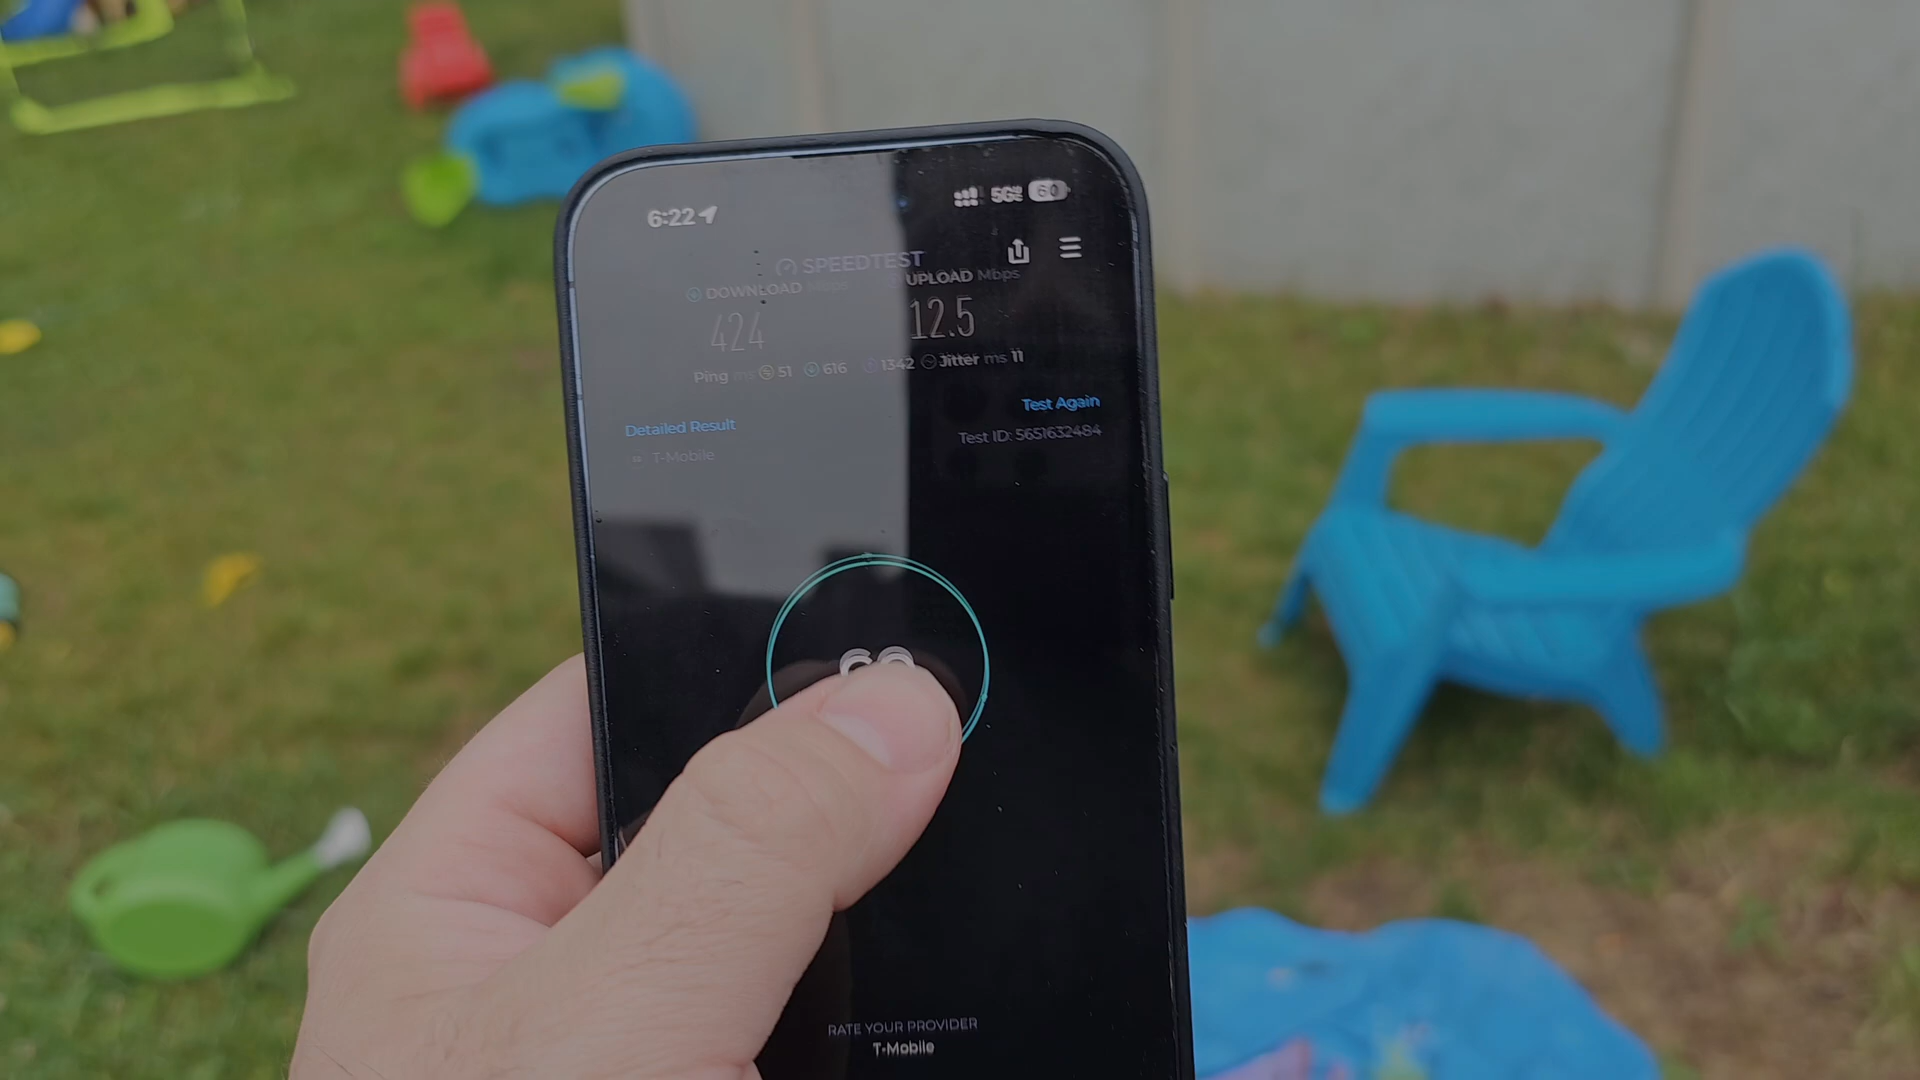 6:22 5G 60
SPEEDTEST
DOWNLOAD Mbps UPLOAD Mbps
424 12.5
Ping ms 51 616 1342 Jitter ms 11
Test Again
Detailed Result
Test ID: 5651632484
T-Mobile
RATE YOUR PROVIDER
T-Mobile